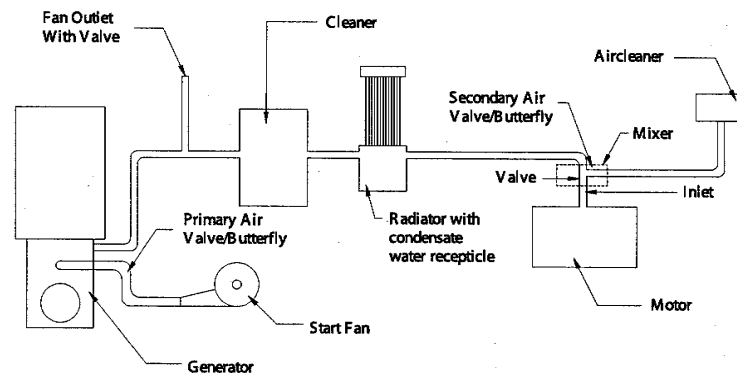 Fan Outlet
With Valve
Cleaner
Aircleaner
Secondary Air
Valve/Butterfly
Mixer
Valve
Inlet
Primary Air
Valve/Butterfly
Radiator with
condensate
water recepticle
Motor
Start Fan
Generator